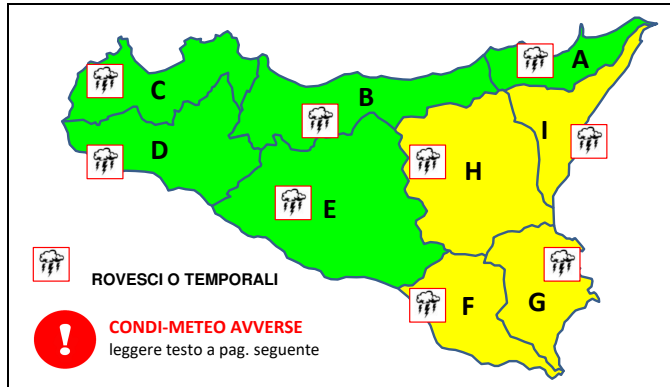 A
C
B
I
D
H
E
F
G
ROVESCI O TEMPORALI
CONDI-METEO AVVERSE
leggere testo a pag. seguente